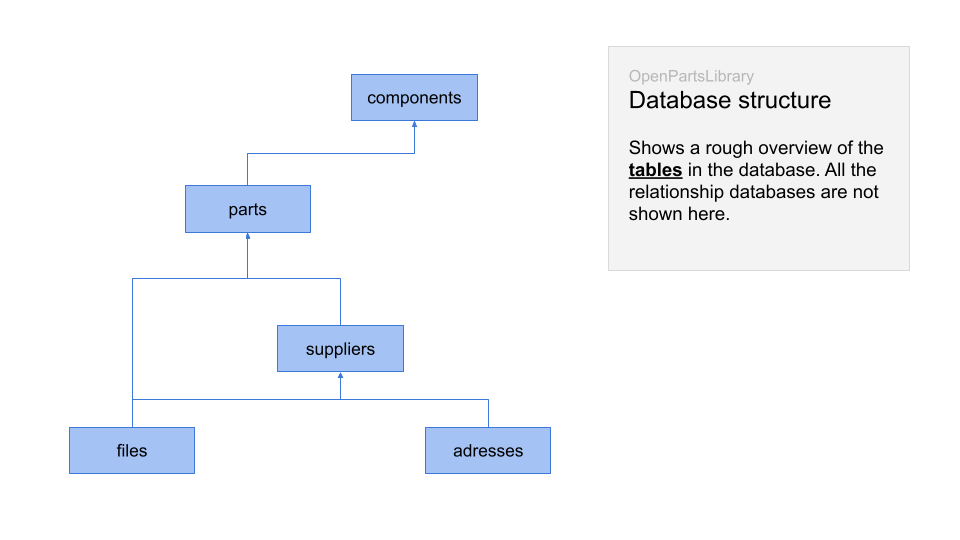 components
OpenPartsLibrary
Database structure
Shows a rough overview of the
tables in the database. All the
relationship databases are not
shown here.
parts
suppliers
files
adresses